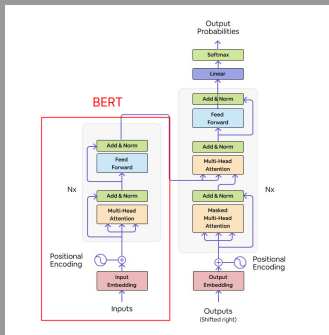 Output
Probabilities
Softmax
Linear
Add & Norm
Feed
Forward
Add & Norm
Multi-Head
Attention
Add & Norm
Masked
Multi-Head
Attention
Nx
Positional
Encoding
Output
Embedding
Outputs
(Shifted right)
BERT
Add & Norm
Feed
Forward
Nx
Add & Norm
Multi-Head
Attention
Positional
Encoding
Input
Embedding
Inputs